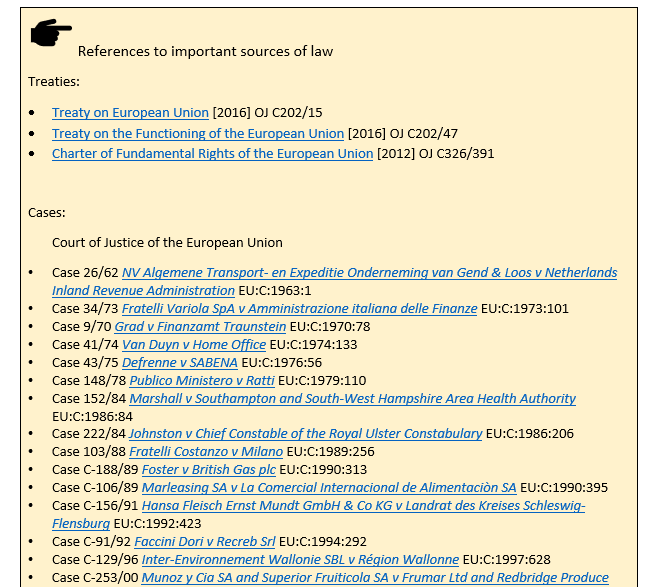 References to important sources of law
Treaties:
• Treaty on European Union [2016] OJ C202/15
• Treaty on the Functioning of the European Union [2016] OJ C202/47
• Charter of Fundamental Rights of the European Union [2012] OJ C326/391
Cases:
Court of Justice of the European Union
• Case 26/62 NV Algemene Transport- en Expeditie Onderneming van Gend & Loos v Netherlands
Inland Revenue Administration EU:C:1963:1
• Case 34/73 Fratelli Variola SpA v Amministrazione italiana delle Finanze EU:C:1973:101
• Case 9/70 Grad v Finanzamt Traunstein EU:C:1970:78
• Case 41/74 Van Duyn v Home Office EU:C:1974:133
• Case 43/75 Defrenne v SABENA EU:C:1976:56
• Case 148/78 Publico Ministero v Ratti EU:C:1979:110
• Case 152/84 Marshall v Southampton and South-West Hampshire Area Health Authority
EU:C:1986:84
• Case 222/84 Johnston v Chief Constable of the Royal Ulster Constabulary EU:C:1986:206
• Case 103/88 Fratelli Costanzo v Milano EU:C:1989:256
• Case C-188/89 Foster v British Gas plc EU:C:1990:313
• Case C-106/89 Marleasing SA v La Comercial Internacional de Alimentaciòn SA EU:C:1990:395
• Case C-156/91 Hansa Fleisch Ernst Mundt GmbH & Co KG v Landrat des Kreises Schleswig-
Flensburg EU:C:1992:423
• Case C-91/92 Faccini Dori v Recreb Srl EU:C:1994:292
• Case C-129/96 Inter-Environnement Wallonie SBL v Région Wallonne EU:C:1997:628
• Case C-253/00 Munoz y Cia SA and Superior Fruiticola SA v Frumar Ltd and Redbridge Produce